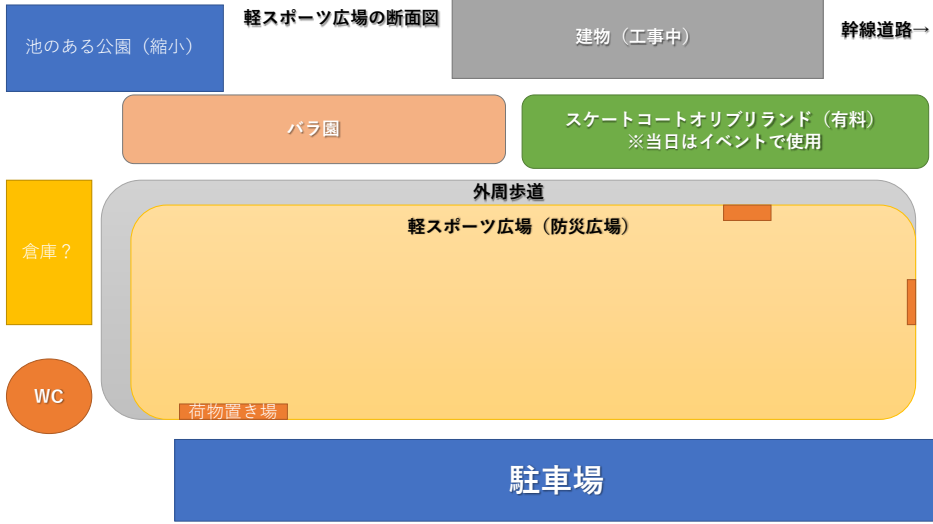 池のある公園（縮小）
軽スポーツ広場の断面図
建物（工事中）
幹線道路→
バラ園
スケートコートオリブリランド（有料）
※当日はイベントで使用
外周歩道
軽スポーツ広場（防災広場）
倉庫？
WC
荷物置き場
駐車場